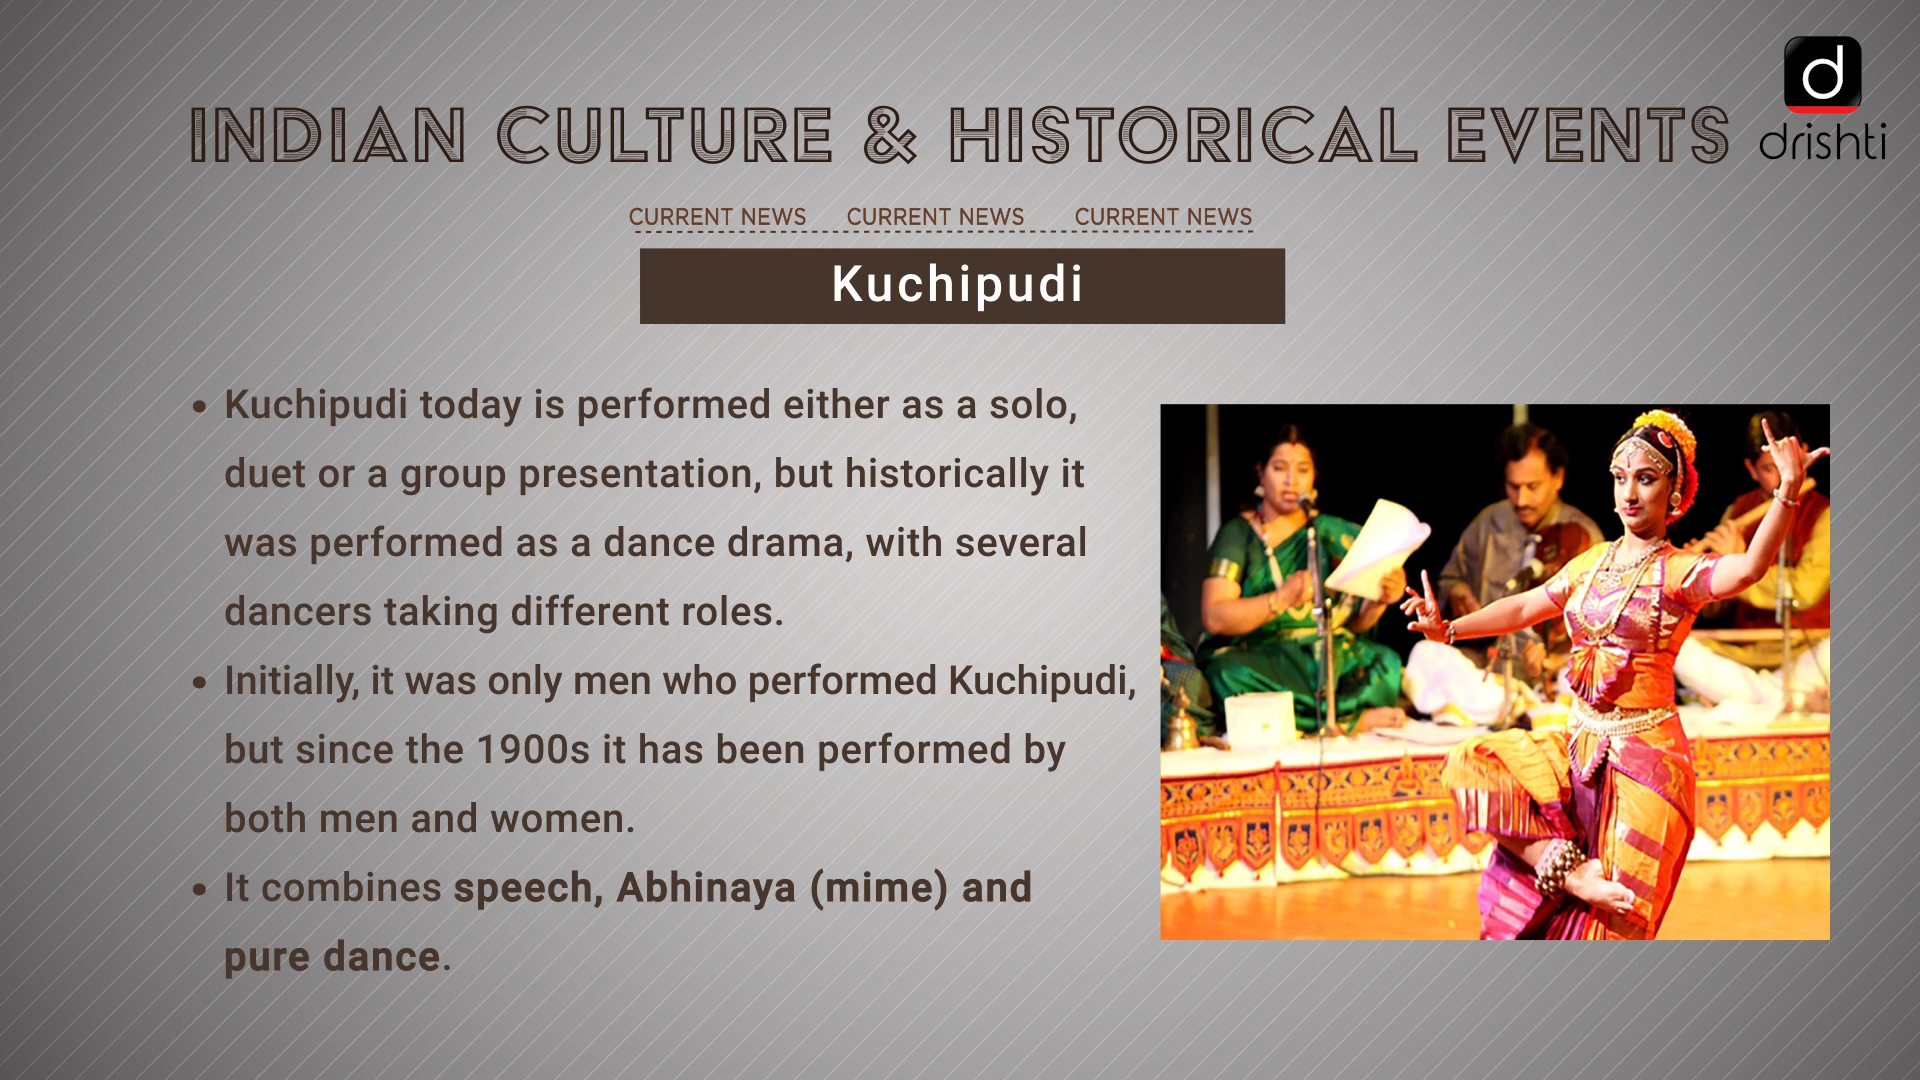 d
drishti
INDIAN CULTURE & HISTORICAL EVENTS
CURRENT NEWS CURRENT NEWS CURRENT NEWS
Kuchipudi
• Kuchipudi today is performed either as a solo,
duet or a group presentation, but historically it
was performed as a dance drama, with several
dancers taking different roles.
• Initially, it was only men who performed Kuchipudi,
but since the 1900s it has been performed by
both men and women.
• It combines speech, Abhinaya (mime) and
pure dance.